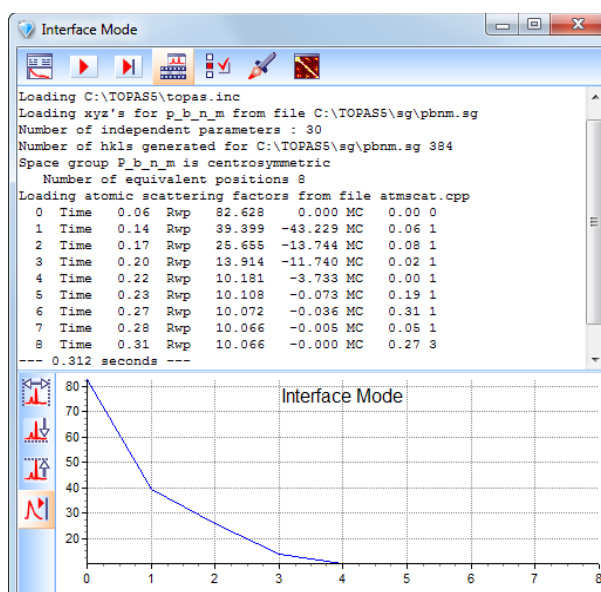 Interface Mode
Loading C:\TOPAS5\topas.inc
Loading xyz's for p_b_n_m from file C:\TOPAS5\sg\pbnm.sg
Number of independent parameters : 30
Number of hkls generated for C:\TOPAS5\sg\pbnm.sg 384
Space group P_b_n_m is centrosymmetric
Number of equivalent positions 8
Loading atomic scattering factors from file atmscat.cpp
0 Time 0.06 Rwp 82.628 0.000 MC 0.00 0
1 Time 0.14 Rwp 39.399 -43.229 MC 0.06 1
2 Time 0.17 Rwp 25.655 -13.744 MC 0.08 1
3 Time 0.20 Rwp 13.914 -11.740 MC 0.02 1
4 Time 0.22 Rwp 10.181 -3.733 MC 0.00 1
5 Time 0.23 Rwp 10.108 -0.073 MC 0.19 1
6 Time 0.27 Rwp 10.072 -0.036 MC 0.31 1
7 Time 0.28 Rwp 10.066 -0.005 MC 0.05 1
8 Time 0.31 Rwp 10.066 -0.000 MC 0.27 3
--- 0.312 seconds ---
Interface Mode
80
70
60
50
40
30
20
0 1 2 3 4 5 6 7 8